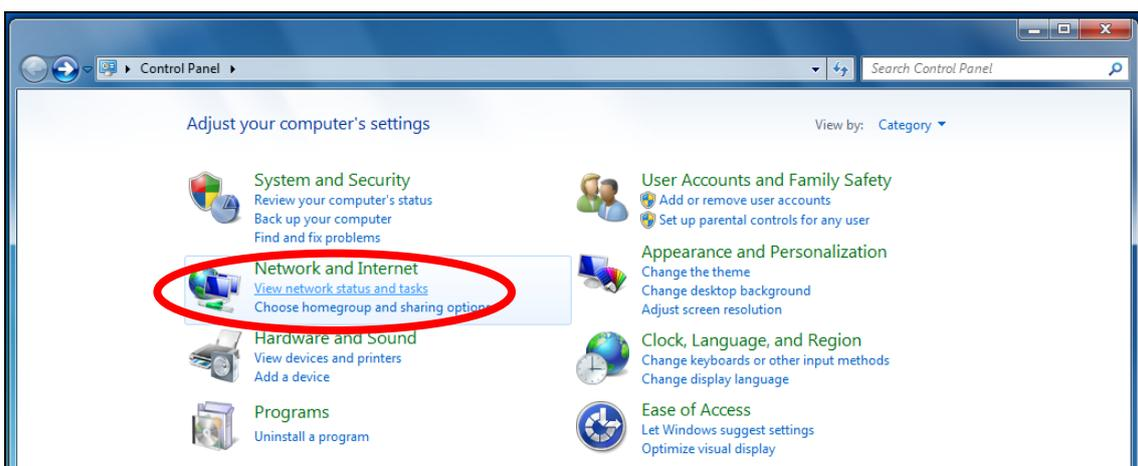 Control Panel
Search Control Panel
Adjust your computer's settings
View by: Category
System and Security
Review your computer's status
Back up your computer
Find and fix problems
Network and Internet
View network status and tasks
Choose homegroup and sharing options
Hardware and Sound
View devices and printers
Add a device
Programs
Uninstall a program
User Accounts and Family Safety
Add or remove user accounts
Set up parental controls for any user
Appearance and Personalization
Change the theme
Change desktop background
Adjust screen resolution
Clock, Language, and Region
Change keyboards or other input methods
Change display language
Ease of Access
Let Windows suggest settings
Optimize visual display